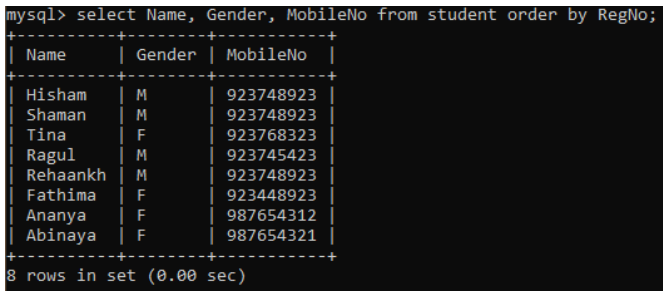 mysql> select Name, Gender, MobileNo from student order by RegNo;
+----------+--------+-----------+
| Name     | Gender | MobileNo  |
+----------+--------+-----------+
| Hisham   | M      | 923748923 |
| Shaman   | M      | 923748923 |
| Tina     | F      | 923768323 |
| Ragul    | M      | 923745423 |
| Rehaankh | M      | 923748923 |
| Fathima  | F      | 923448923 |
| Ananya   | F      | 987654312 |
| Abinaya  | F      | 987654321 |
+----------+--------+-----------+
8 rows in set (0.00 sec)